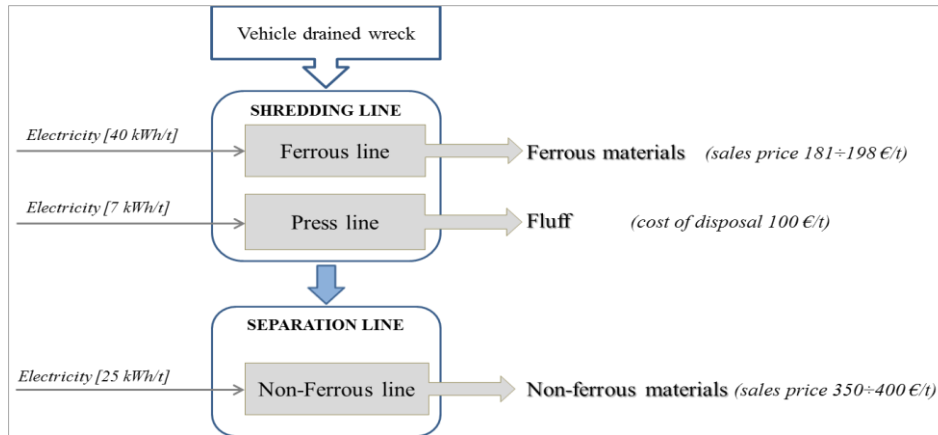 Vehicle drained wreck
SHREDDING LINE
Electricity [40 kWh/t]
Ferrous line
Ferrous materials (sales price 181÷198 €/t)
Electricity [7 kWh/t]
Press line
Fluff (cost of disposal 100 €/t)
SEPARATION LINE
Electricity [25 kWh/t]
Non-Ferrous line
Non-ferrous materials (sales price 350÷400 €/t)